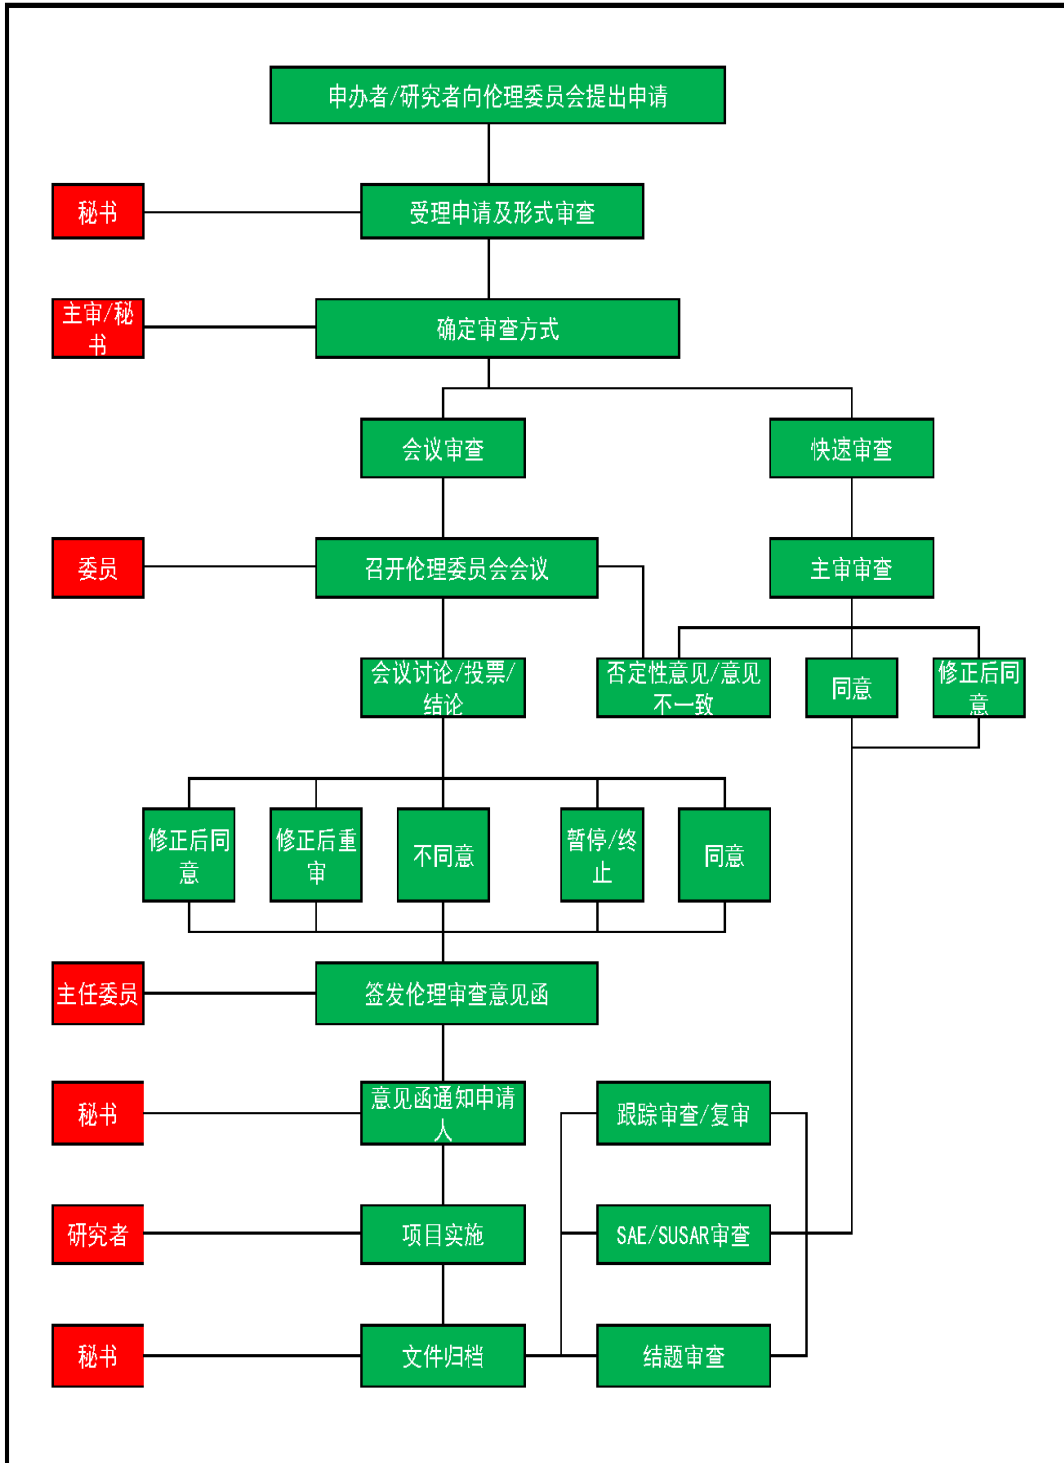 申办者/研究者向伦理委员会提出申请
秘书
受理申请及形式审查
主审/秘
书
确定审查方式
会议审查
快速审查
委员
召开伦理委员会会议
主审审查
会议讨论/投票/
结论
否定性意见/意见
不一致
同意
修正后同
意
修正后同
意
修正后重
审
不同意
暂停/终
止
同意
主任委员
签发伦理审查意见函
秘书
意见函通知申请
人
跟踪审查/复审
研究者
项目实施
SAE/SUSAR审查
秘书
文件归档
结题审查